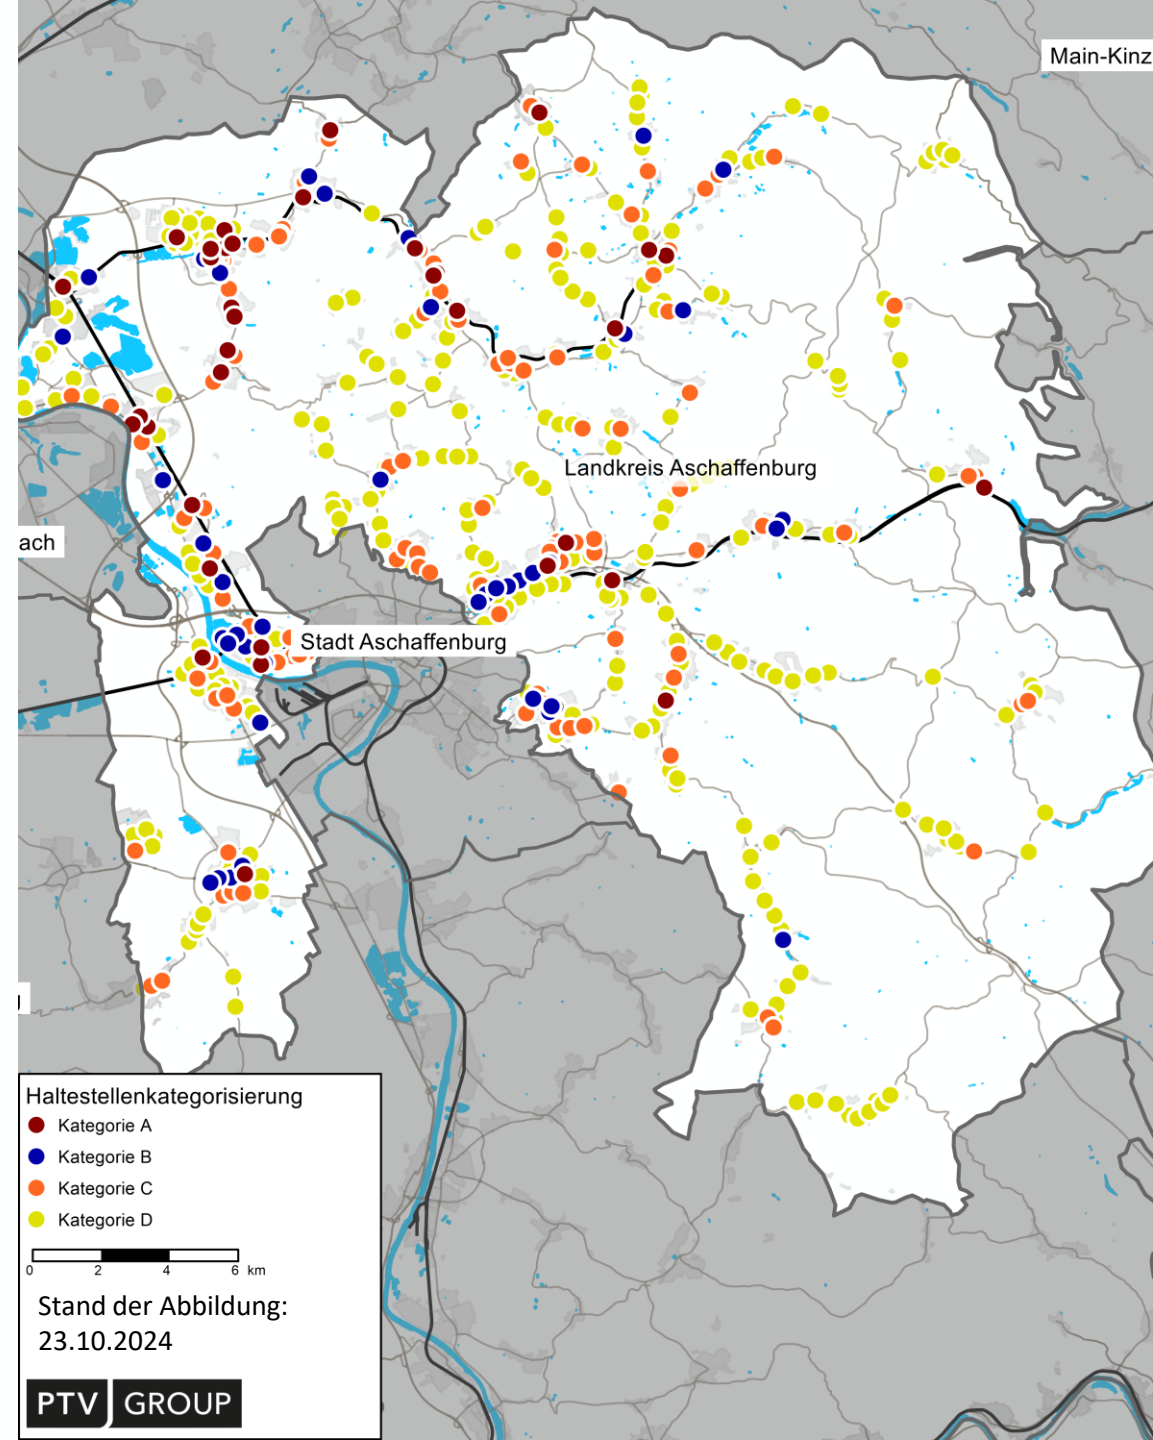 Main-Kinz
Landkreis Aschaffenburg
ach
Stadt Aschaffenburg
Haltestellenkategorisierung
Kategorie A
Kategorie B
Kategorie C
Kategorie D
0 2 4 6 km
Stand der Abbildung:
23.10.2024
PTV GROUP